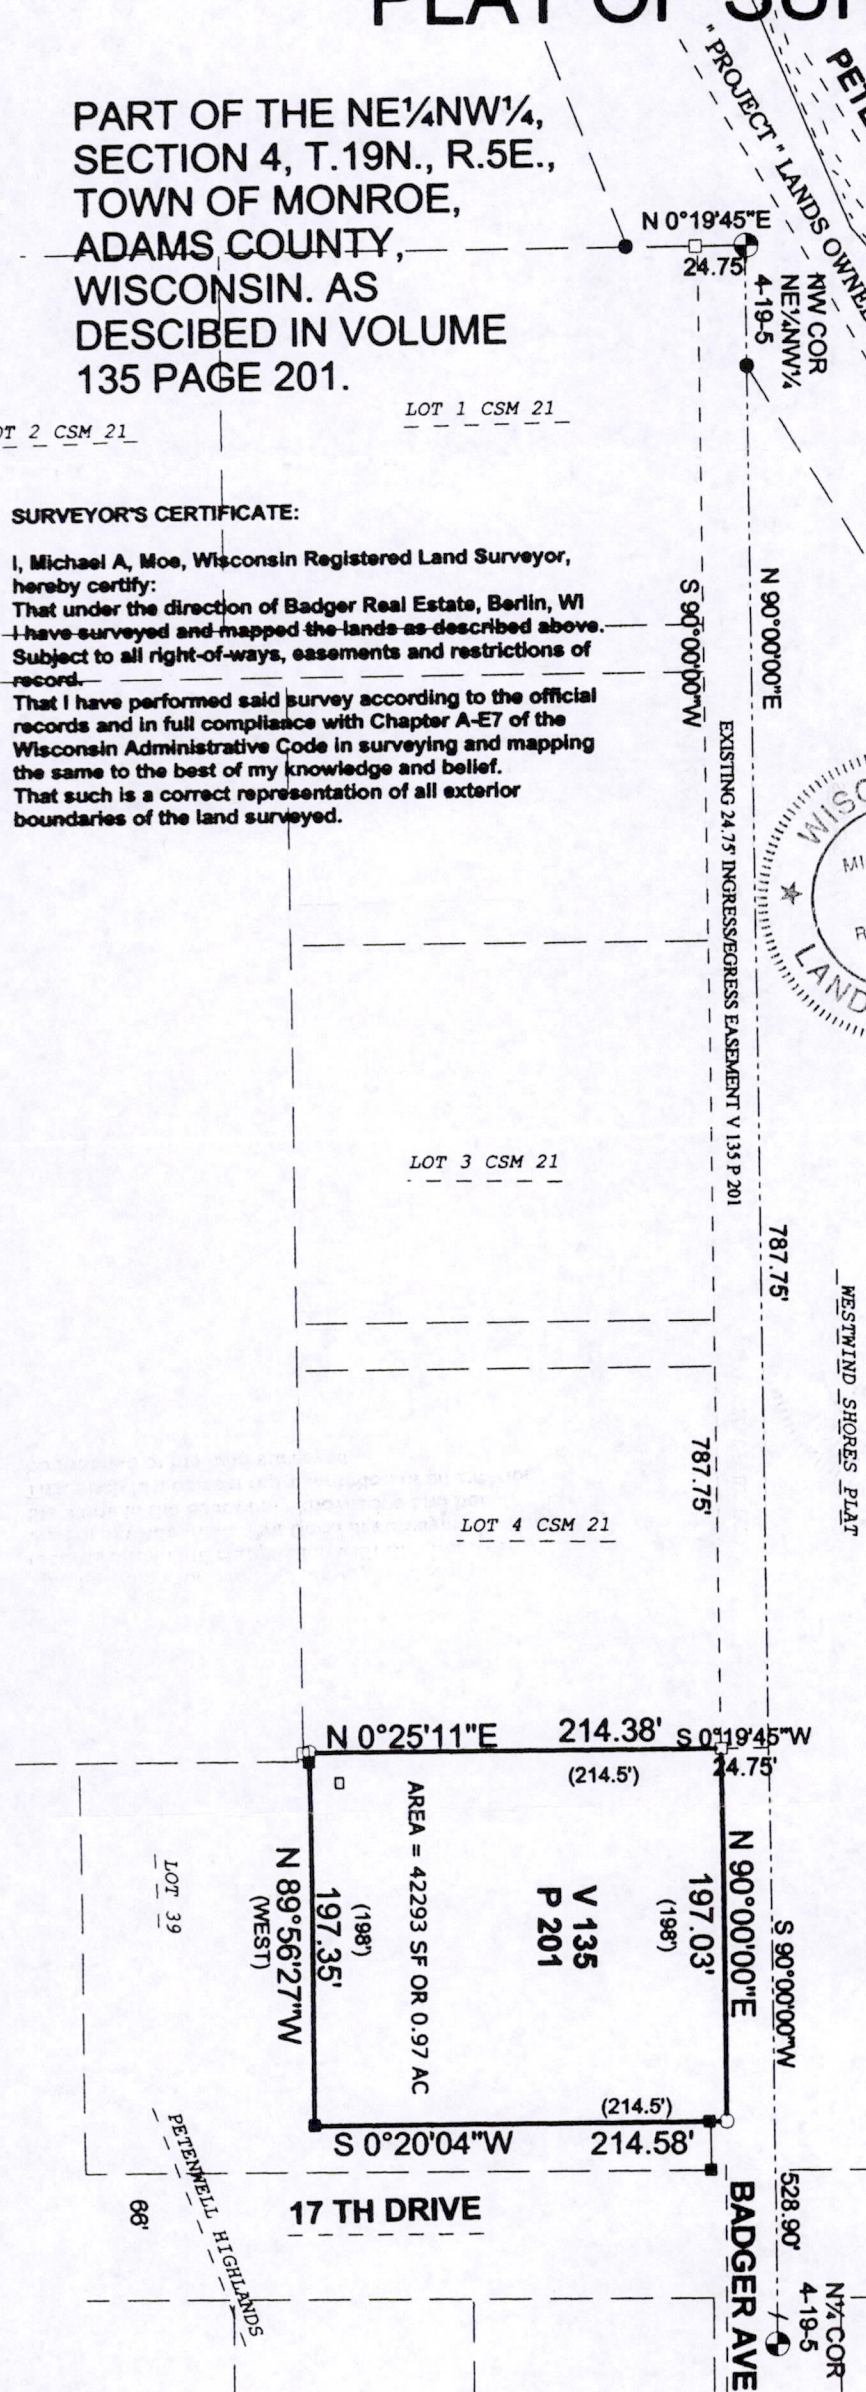 PLAT OF SUR
PETE
" PROJECT " LANDS OWNED
PART OF THE NE¼NW¼,
SECTION 4, T.19N., R.5E.,
TOWN OF MONROE,
ADAMS COUNTY,
WISCONSIN. AS
DESCIBED IN VOLUME
135 PAGE 201.
N 0°19'45"E
24.75'
NW COR
NE¼NW¼
4-19-5
LOT 1 CSM 21
OT 2 CSM 21
SURVEYOR'S CERTIFICATE:
I, Michael A, Moe, Wisconsin Registered Land Surveyor,
hereby certify:
That under the direction of Badger Real Estate, Berlin, WI
I have surveyed and mapped the lands as described above.
Subject to all right-of-ways, easements and restrictions of
record.
That I have performed said survey according to the official
records and in full compliance with Chapter A-E7 of the
Wisconsin Administrative Code in surveying and mapping
the same to the best of my knowledge and belief.
That such is a correct representation of all exterior
boundaries of the land surveyed.
S 90°00'00"W
N 90°00'00"E
EXISTING 24.75' INGRESS/EGRESS EASEMENT V 135 P 201
WISC
MI
R
LAND
LOT 3 CSM 21
787.75'
WESTWIND SHORES PLAT
787.75'
LOT 4 CSM 21
N 0°25'11"E 214.38'
S 0°19'45"W
24.75'
(214.5')
AREA = 42293 SF OR 0.97 AC
LOT 39
N 89°56'27"W
(WEST)
197.35'
(198')
V 135
P 201
N 90°00'00"E
197.03'
(198')
S 90°00'00"W
(214.5')
S 0°20'04"W 214.58'
PETENWELL HIGHLANDS
66'
17 TH DRIVE
BADGER AVE
528.90'
N¼ COR
4-19-5